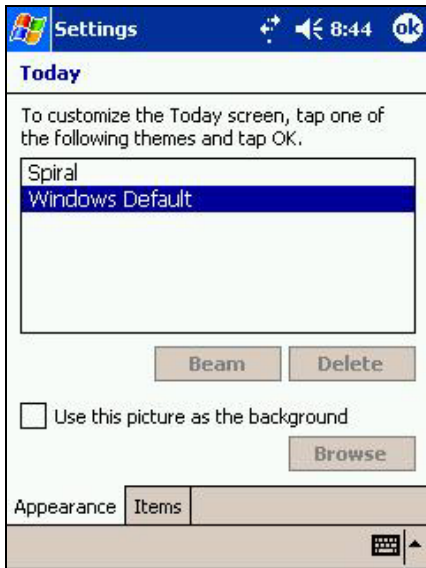 Settings 8:44 ok
Today
To customize the Today screen, tap one of
the following themes and tap OK.
Spiral
Windows Default
Beam Delete
Use this picture as the background
Browse
Appearance Items